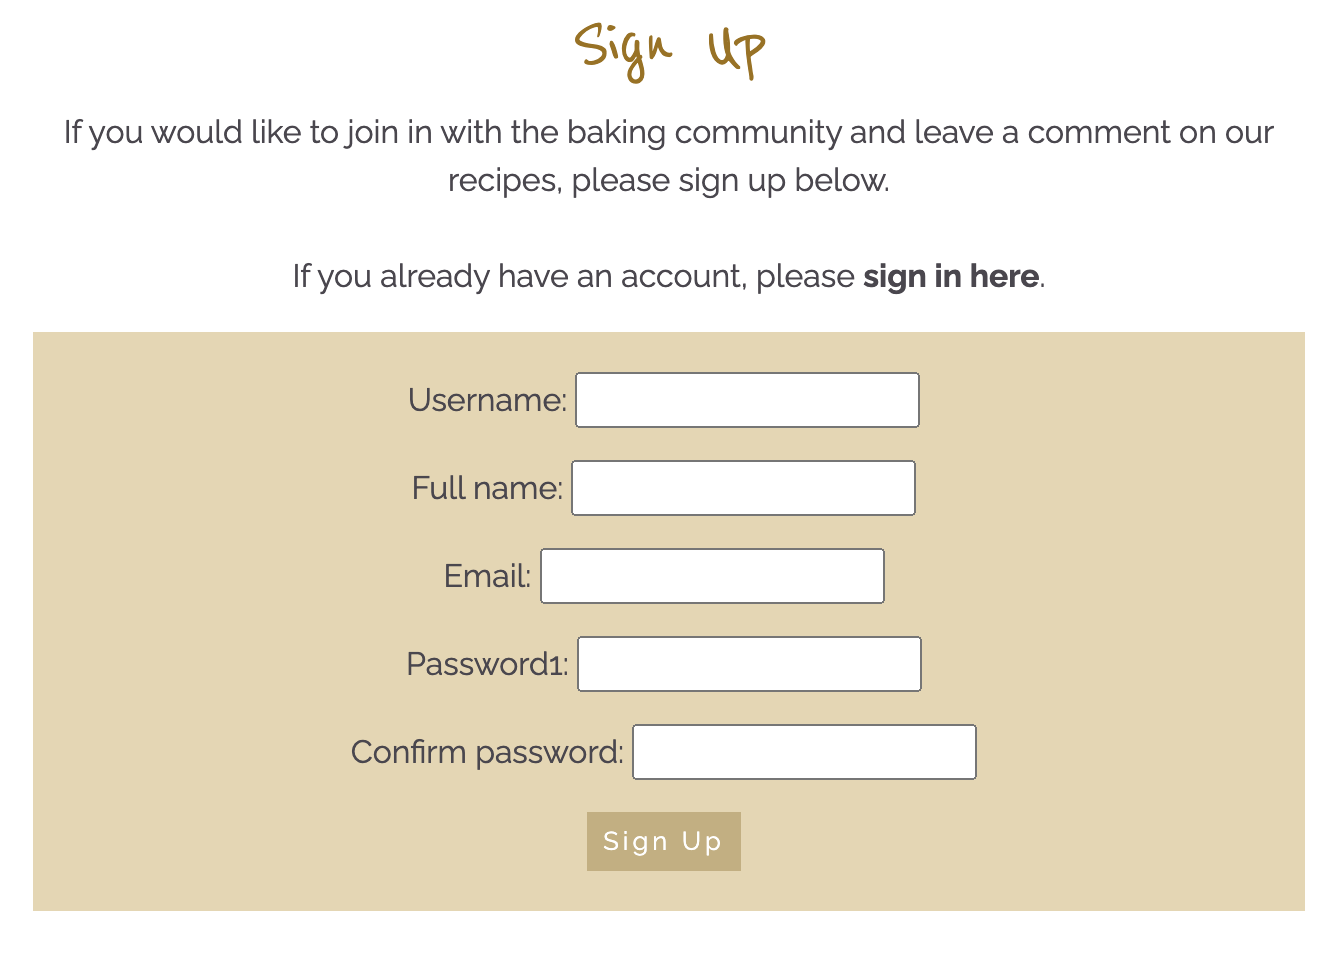 Sign Up
If you would like to join in with the baking community and leave a comment on our
recipes, please sign up below.
If you already have an account, please sign in here.
Username:
Full name:
Email:
Password1:
Confirm password:
Sign Up